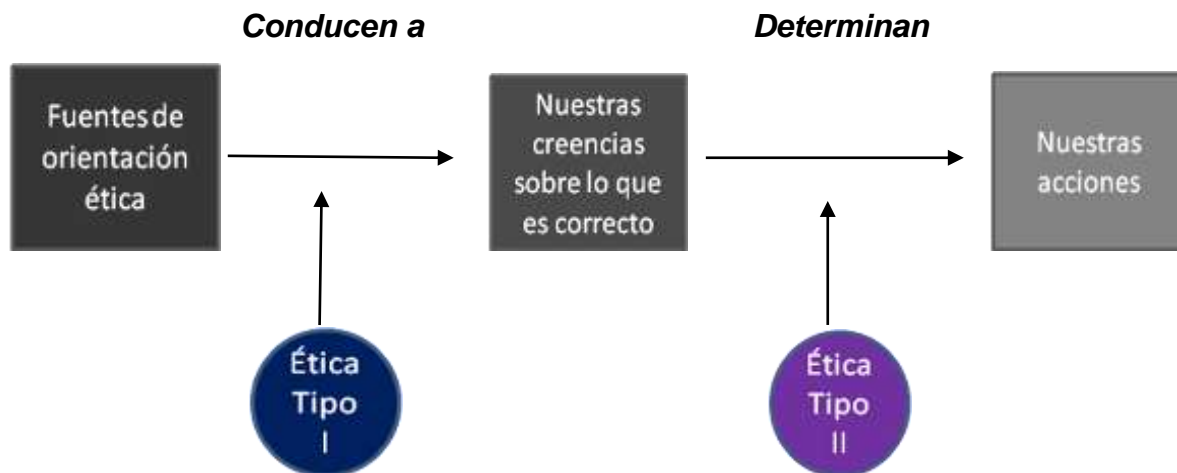 Conducen a
Determinan
Fuentes de
orientación
ética
Nuestras
creencias
sobre lo que
es correcto
Nuestras
acciones
Ética
Tipo
I
Ética
Tipo
II